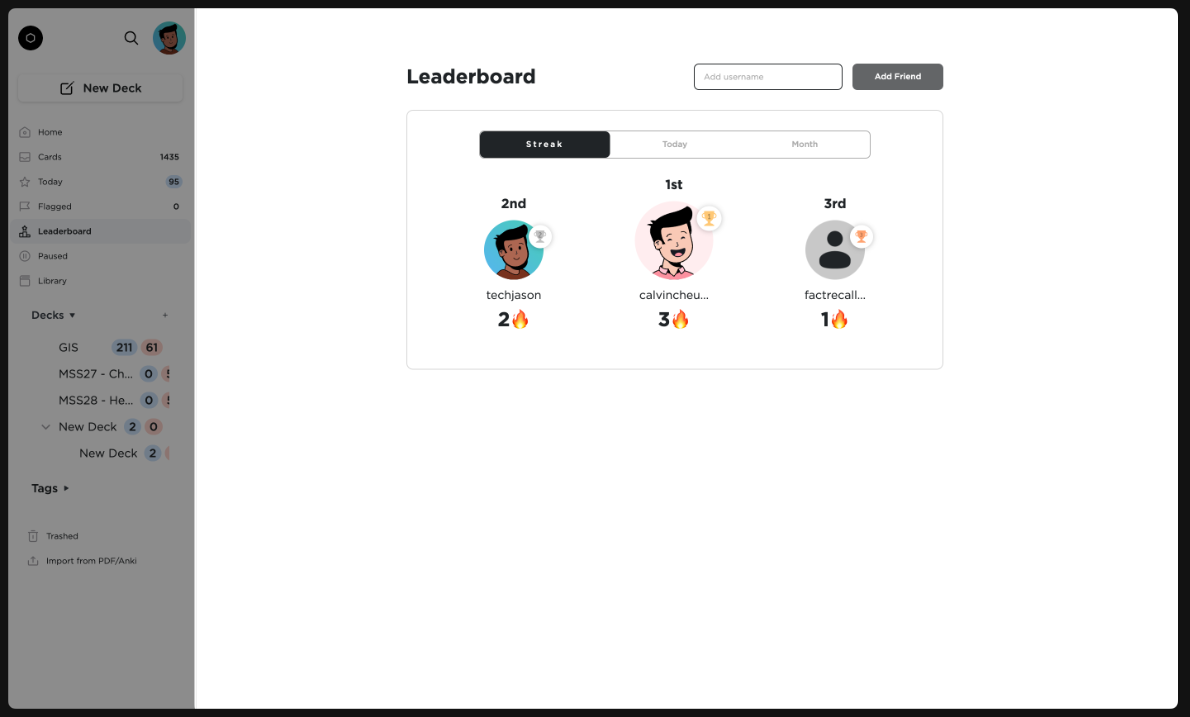 New Deck
Home
Cards 1435
Today 95
Flagged 0
Leaderboard
Paused
Library
Decks +
GIS 211 61
MSS27 - Ch... 0
MSS28 - He... 0
New Deck 2 0
New Deck 2
Tags
Trashed
Import from PDF/Anki
Leaderboard
Add username
Add Friend
Streak Today Month
1st
2nd
3rd
techjason
calvincheu...
factrecall...
2
3
1